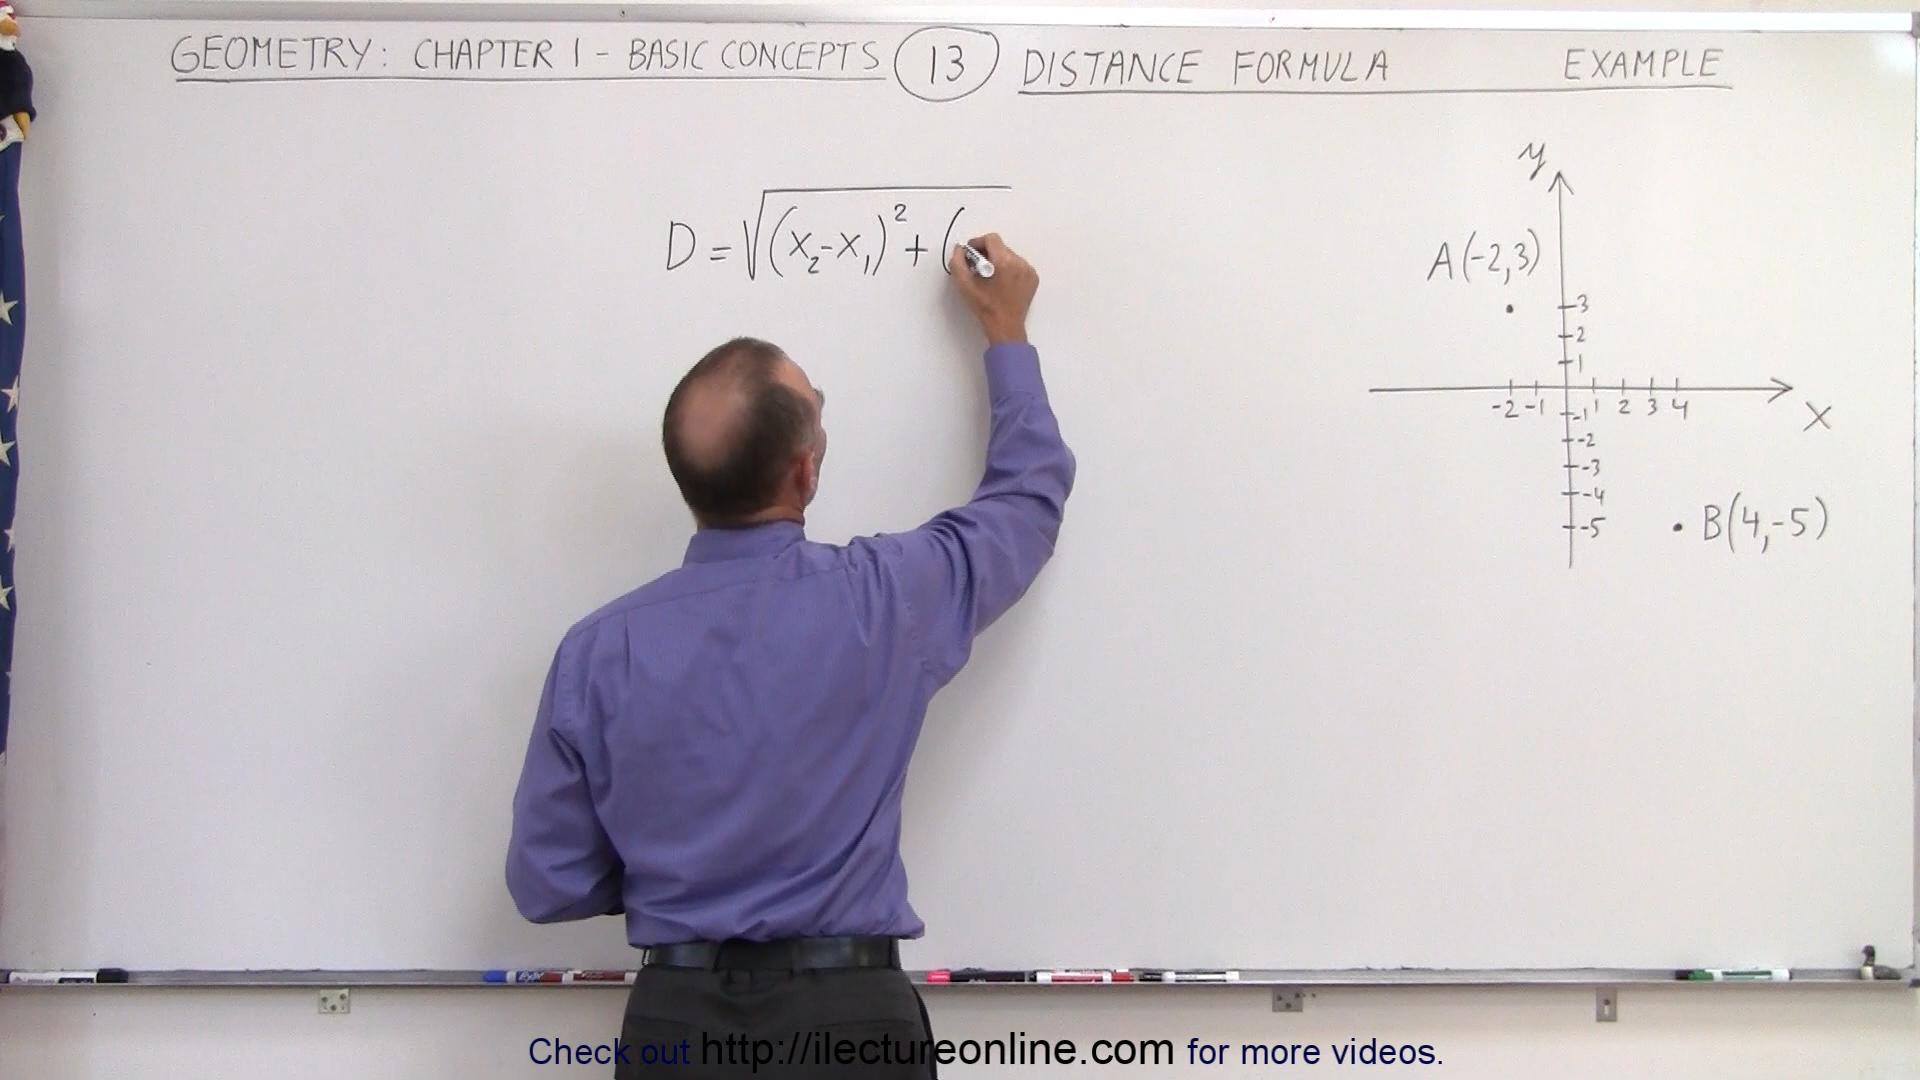 GEOMETRY: CHAPTER 1 - BASIC CONCEPTS 13 DISTANCE FORMULA EXAMPLE
y
D = √(x₂-x₁)² + (
A(-2,3)
3
2
1
-2 -1 1 2 3 4
x
-1
-2
-3
-4
-5
B(4,-5)
Check out http://ilectureonline.com for more videos.